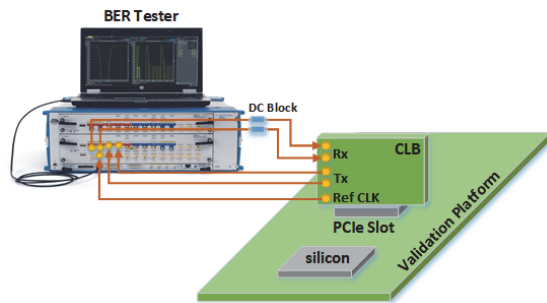 BER Tester
DC Block
CLB
Rx
Tx
Ref CLK
PCIe Slot
silicon
Validation Platform